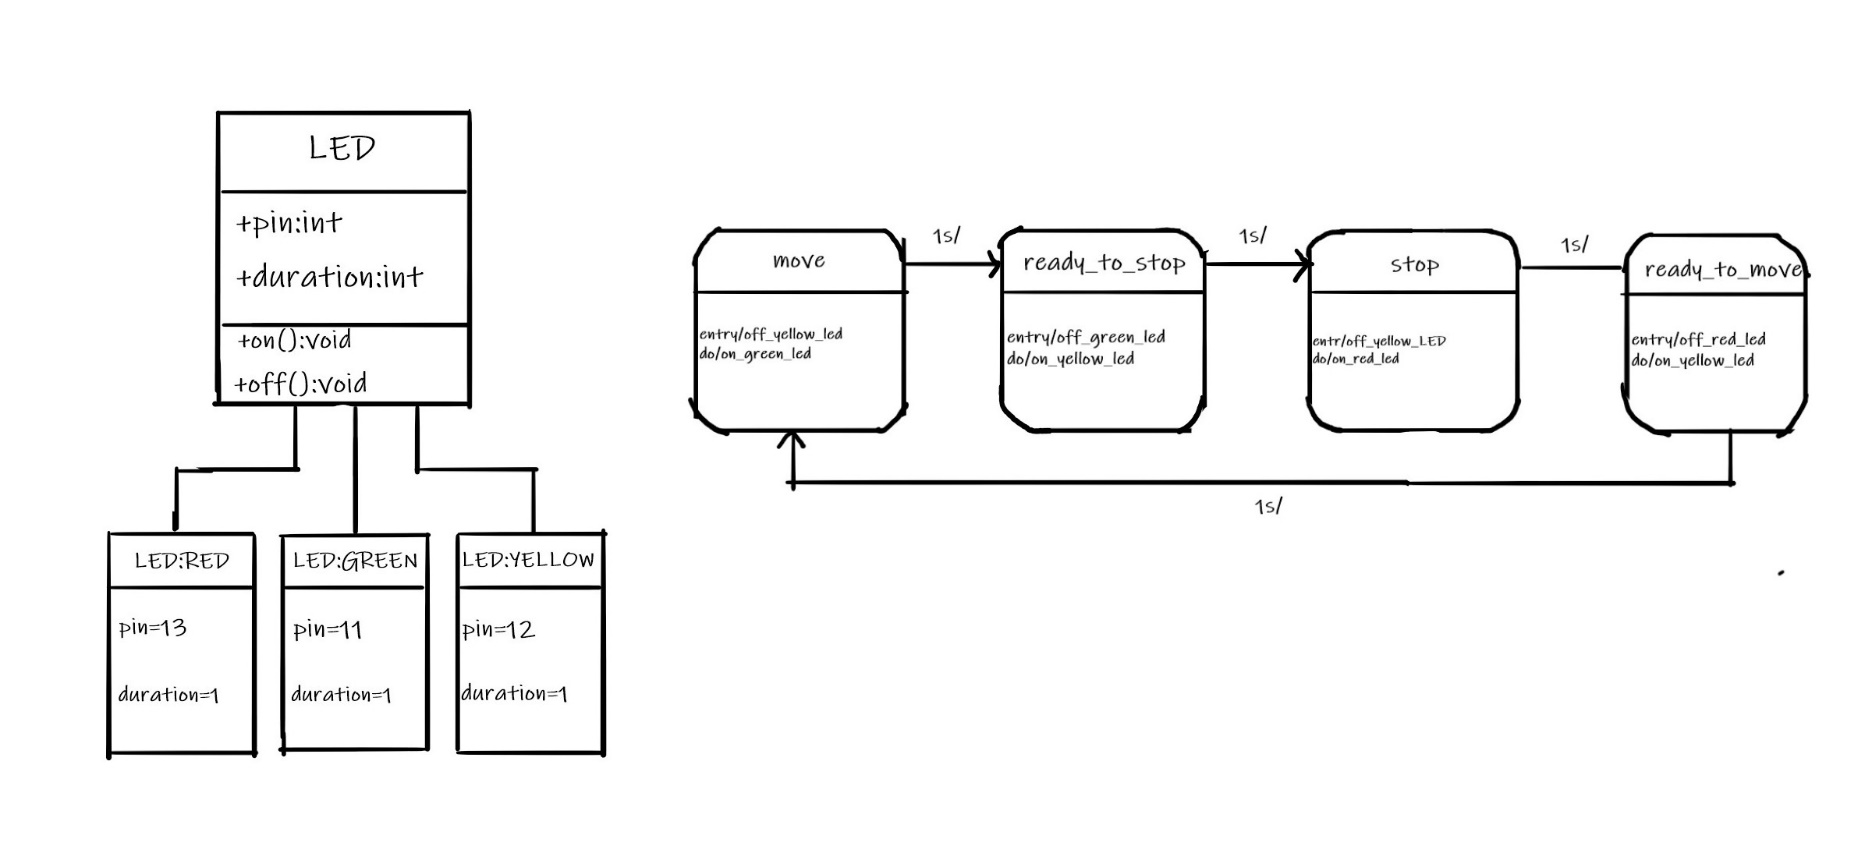 LED
+pin:int
+duration:int
+on():void
+off():void
LED:RED
pin=13
duration=1
LED:GREEN
pin=11
duration=1
LED:YELLOW
pin=12
duration=1
move
entry/off_yellow_led
do/on_green_led
1s/
ready_to_stop
entry/off_green_led
do/on_yellow_led
1s/
stop
entr/off_yellow_LED
do/on_red_led
1s/
ready_to_move
entry/off_red_led
do/on_yellow_led
1s/